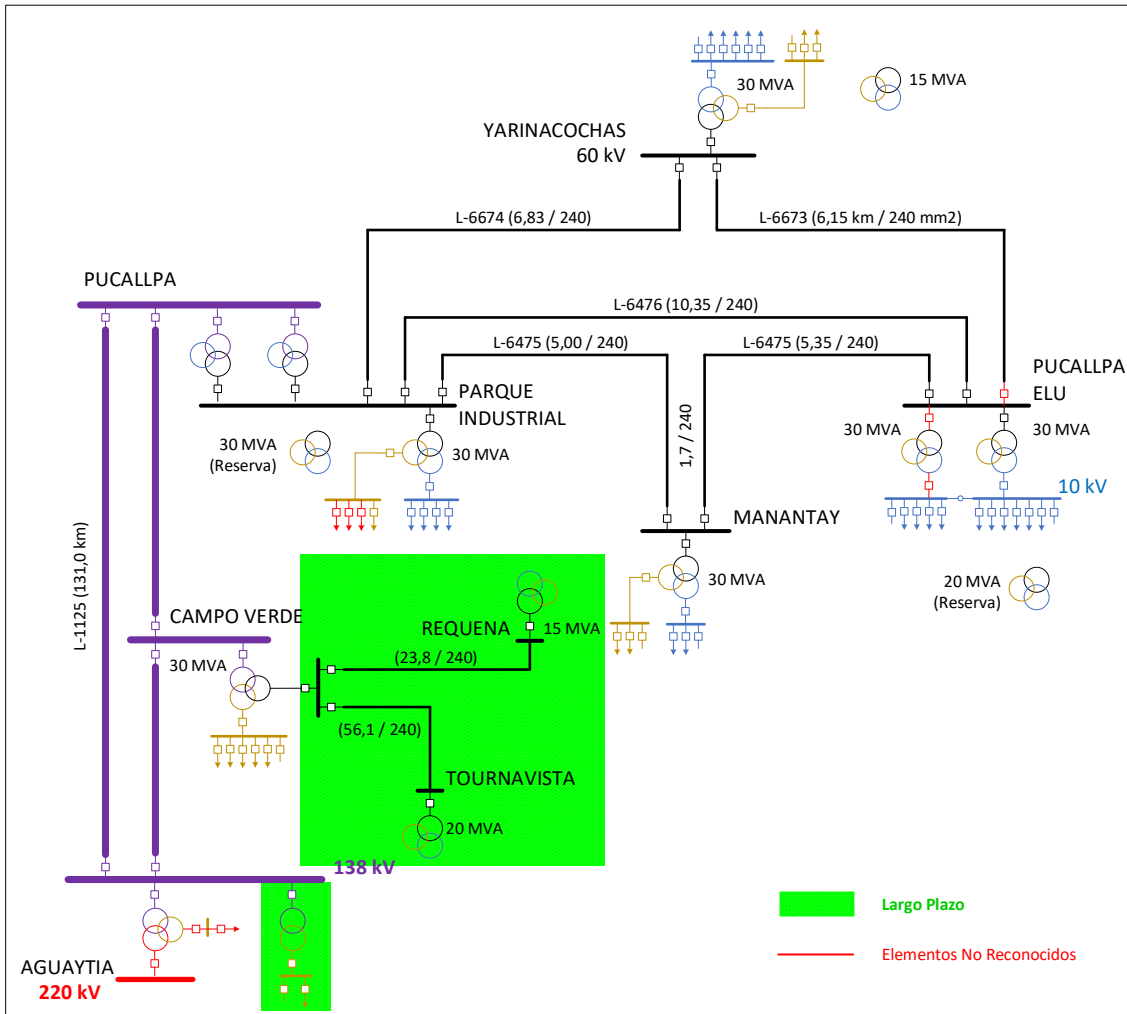 30 MVA
15 MVA
YARINACOCHAS
60 kV
L-6674 (6,83 / 240)
L-6673 (6,15 km / 240 mm2)
PUCALLPA
L-6476 (10,35 / 240)
L-6475 (5,00 / 240)
L-6475 (5,35 / 240)
PARQUE
INDUSTRIAL
PUCALLPA
ELU
30 MVA
(Reserva)
30 MVA
1,7 / 240
30 MVA
30 MVA
10 kV
MANANTAY
30 MVA
20 MVA
(Reserva)
L-1125 (131,0 km)
CAMPO VERDE
30 MVA
REQUENA
15 MVA
(23,8 / 240)
(56,1 / 240)
TOURNAVISTA
20 MVA
138 kV
AGUAYTIA
220 kV
Largo Plazo
Elementos No Reconocidos